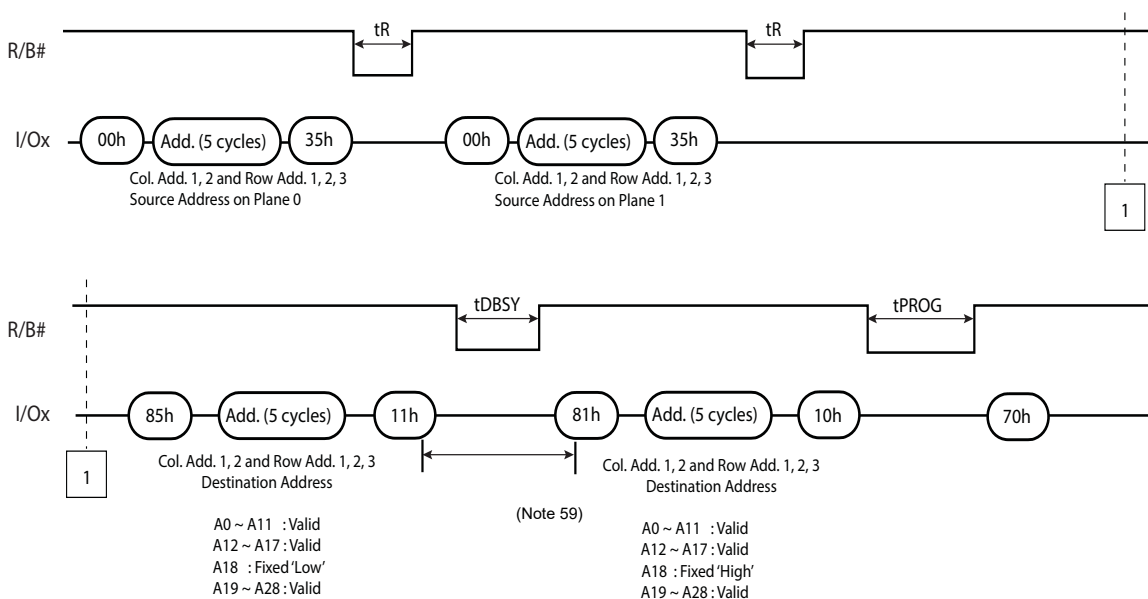 tR tR
R/B#
I/Ox 00h Add. (5 cycles) 35h 00h Add. (5 cycles) 35h
Col. Add. 1, 2 and Row Add. 1, 2, 3
Source Address on Plane 0
Col. Add. 1, 2 and Row Add. 1, 2, 3
Source Address on Plane 1
1
tDBSY tPROG
R/B#
I/Ox 85h Add. (5 cycles) 11h 81h Add. (5 cycles) 10h 70h
1
Col. Add. 1, 2 and Row Add. 1, 2, 3
Destination Address
A0 ~ A11 : Valid
A12 ~ A17 : Valid
A18 : Fixed 'Low'
A19 ~ A28 : Valid
(Note 59)
Col. Add. 1, 2 and Row Add. 1, 2, 3
Destination Address
A0 ~ A11 : Valid
A12 ~ A17 : Valid
A18 : Fixed 'High'
A19 ~ A28 : Valid